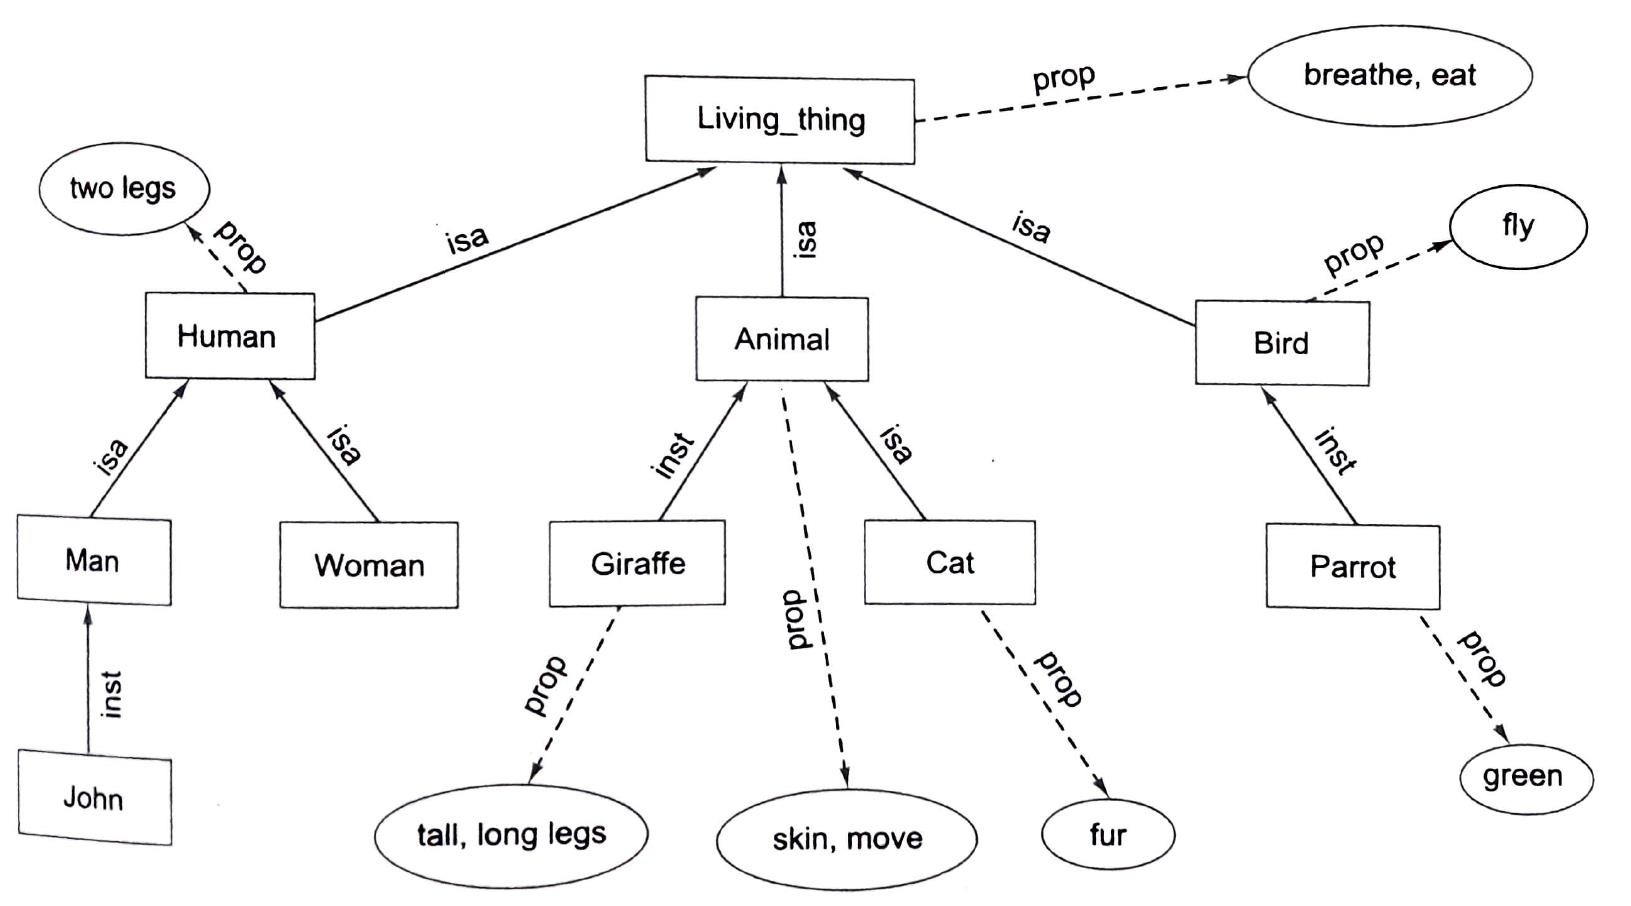 breathe, eat
prop
Living_thing
two legs
prop
isa
isa
isa
prop
fly
Human
Animal
Bird
isa
isa
inst
isa
inst
Man
Woman
Giraffe
Cat
Parrot
inst
prop
prop
prop
prop
John
tall, long legs
skin, move
fur
green